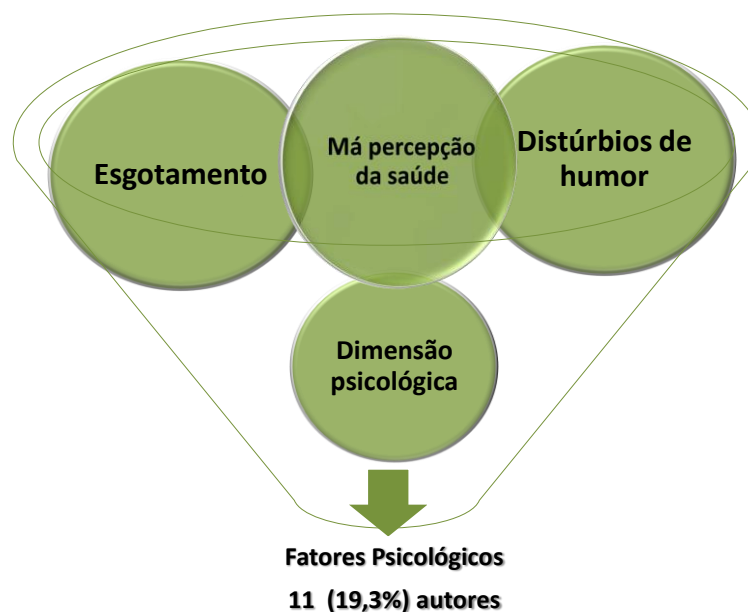 Esgotamento
Má percepção
da saúde
Distúrbios de
humor
Dimensão
psicológica
Fatores Psicológicos
11 (19,3%) autores